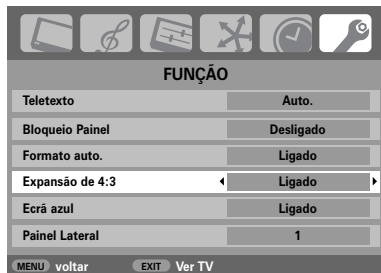 FUNÇÃO
Teletexto Auto.
Bloqueio Painel Desligado
Formato auto. Ligado
Expansão de 4:3 Ligado
Ecrã azul Ligado
Painel Lateral 1
MENU voltar EXIT Ver TV